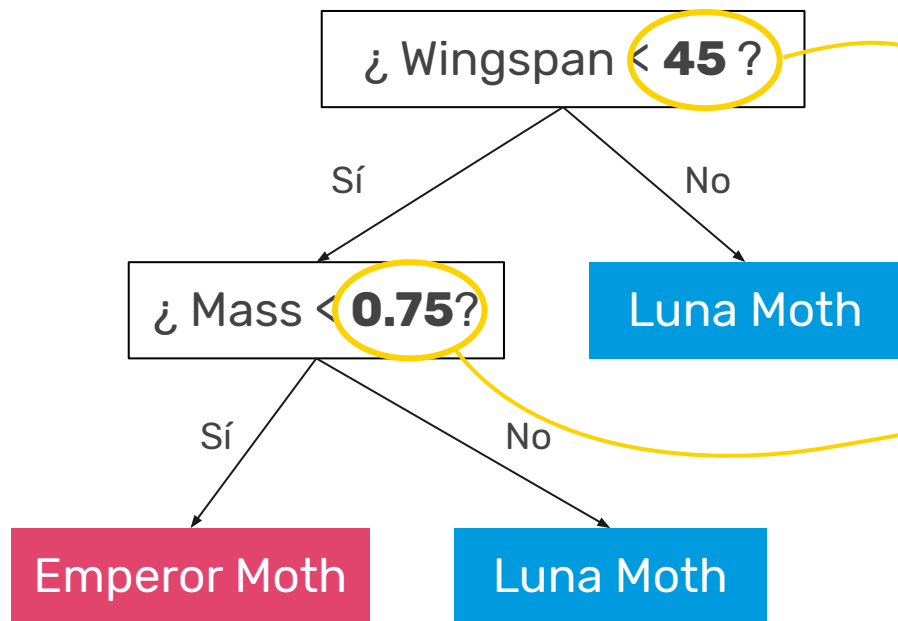 ¿ Wingspan < 45 ?
Sí
No
¿ Mass < 0.75?
Luna Moth
Sí
No
Emperor Moth
Luna Moth